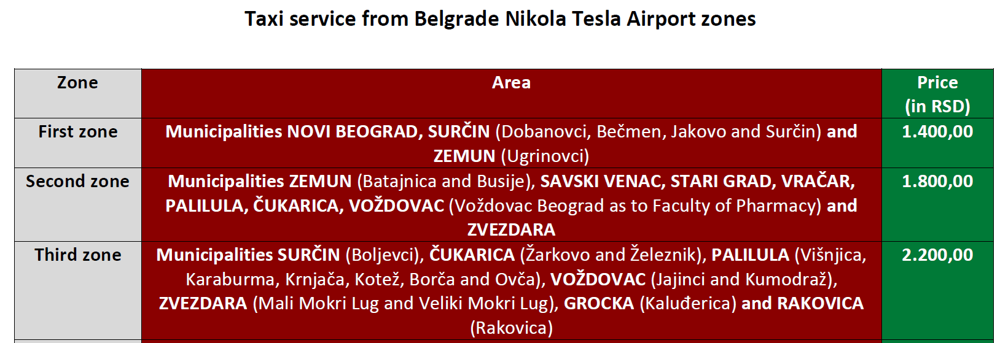 Taxi service from Belgrade Nikola Tesla Airport zones
Zone
Area
Price
(in RSD)
First zone
Municipalities NOVI BEOGRAD, SURČIN (Dobanovci, Bečmen, Jakovo and Surčin) and
ZEMUN (Ugrinovci)
1.400,00
Second zone
Municipalities ZEMUN (Batajnica and Busije), SAVSKI VENAC, STARI GRAD, VRAČAR,
PALILULA, ČUKARICA, VOŽDOVAC (Voždovac Beograd as to Faculty of Pharmacy) and
ZVEZDARA
1.800,00
Third zone
Municipalities SURČIN (Boljevci), ČUKARICA (Žarkovo and Železnik), PALILULA (Višnjica,
Karaburma, Krnjača, Kotež, Borča and Ovča), VOŽDOVAC (Jajinci and Kumodraž),
ZVEZDARA (Mali Mokri Lug and Veliki Mokri Lug), GROCKA (Kaluđerica) and RAKOVICA
(Rakovica)
2.200,00